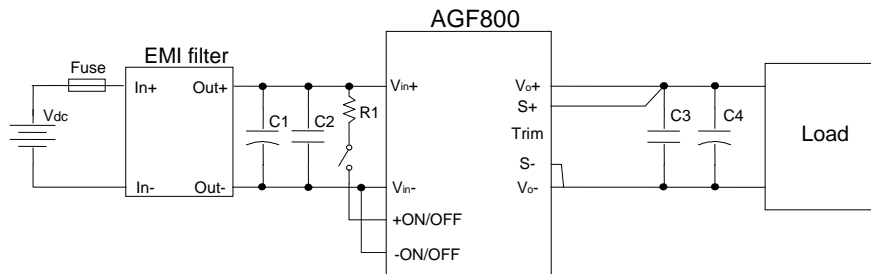 AGF800
EMI filter
Fuse
In+ Out+
Vin+
Vo+
S+
Vdc
C1 C2 R1
C3 C4
Trim
Load
S-
In- Out-
Vin-
Vo-
+ON/OFF
-ON/OFF